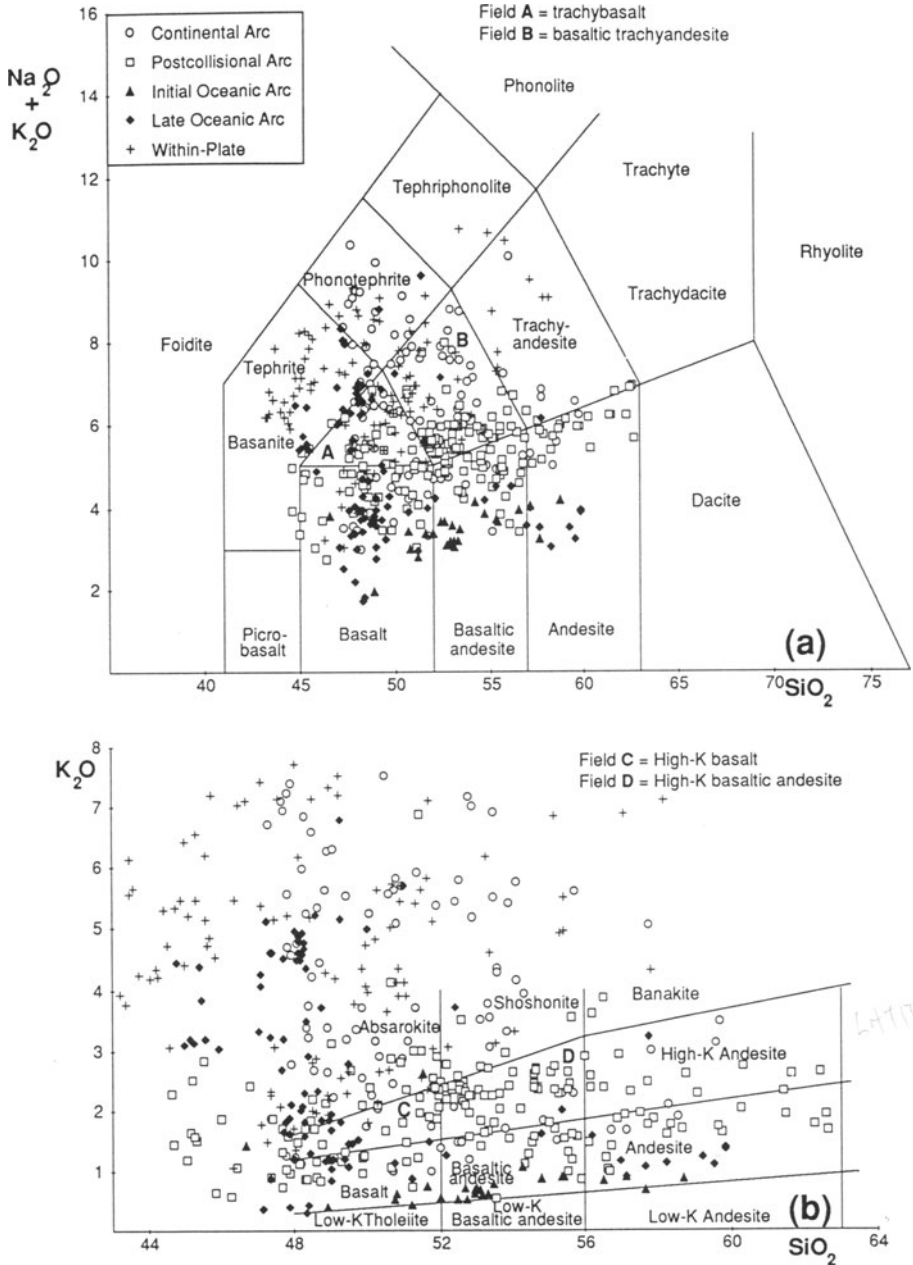 16
14
12
10
8
6
4
2
Na2O
+
K2O
○ Continental Arc
□ Postcollisional Arc
▲ Initial Oceanic Arc
◆ Late Oceanic Arc
+ Within-Plate
Field A = trachybasalt
Field B = basaltic trachyandesite
Phonolite
Tephriphonolite
Trachyte
Rhyolite
Phonotephrite
Trachydacite
Foidite
B
Trachy-
andesite
Tephrite
Basanite
A
Dacite
Picro-
basalt
Basalt
Basaltic
andesite
Andesite
(a)
40
45
50
55
60
65
70
75
SiO2
8
7
6
5
4
3
2
1
K2O
Field C = High-K basalt
Field D = High-K basaltic andesite
Absarokite
Shoshonite
Banakite
D
High-K Andesite
C
Andesite
Basaltic
andesite
Basalt
Low-K Tholeiite
Low-K
Basaltic andesite
Low-K Andesite
(b)
44
48
52
56
60
64
SiO2